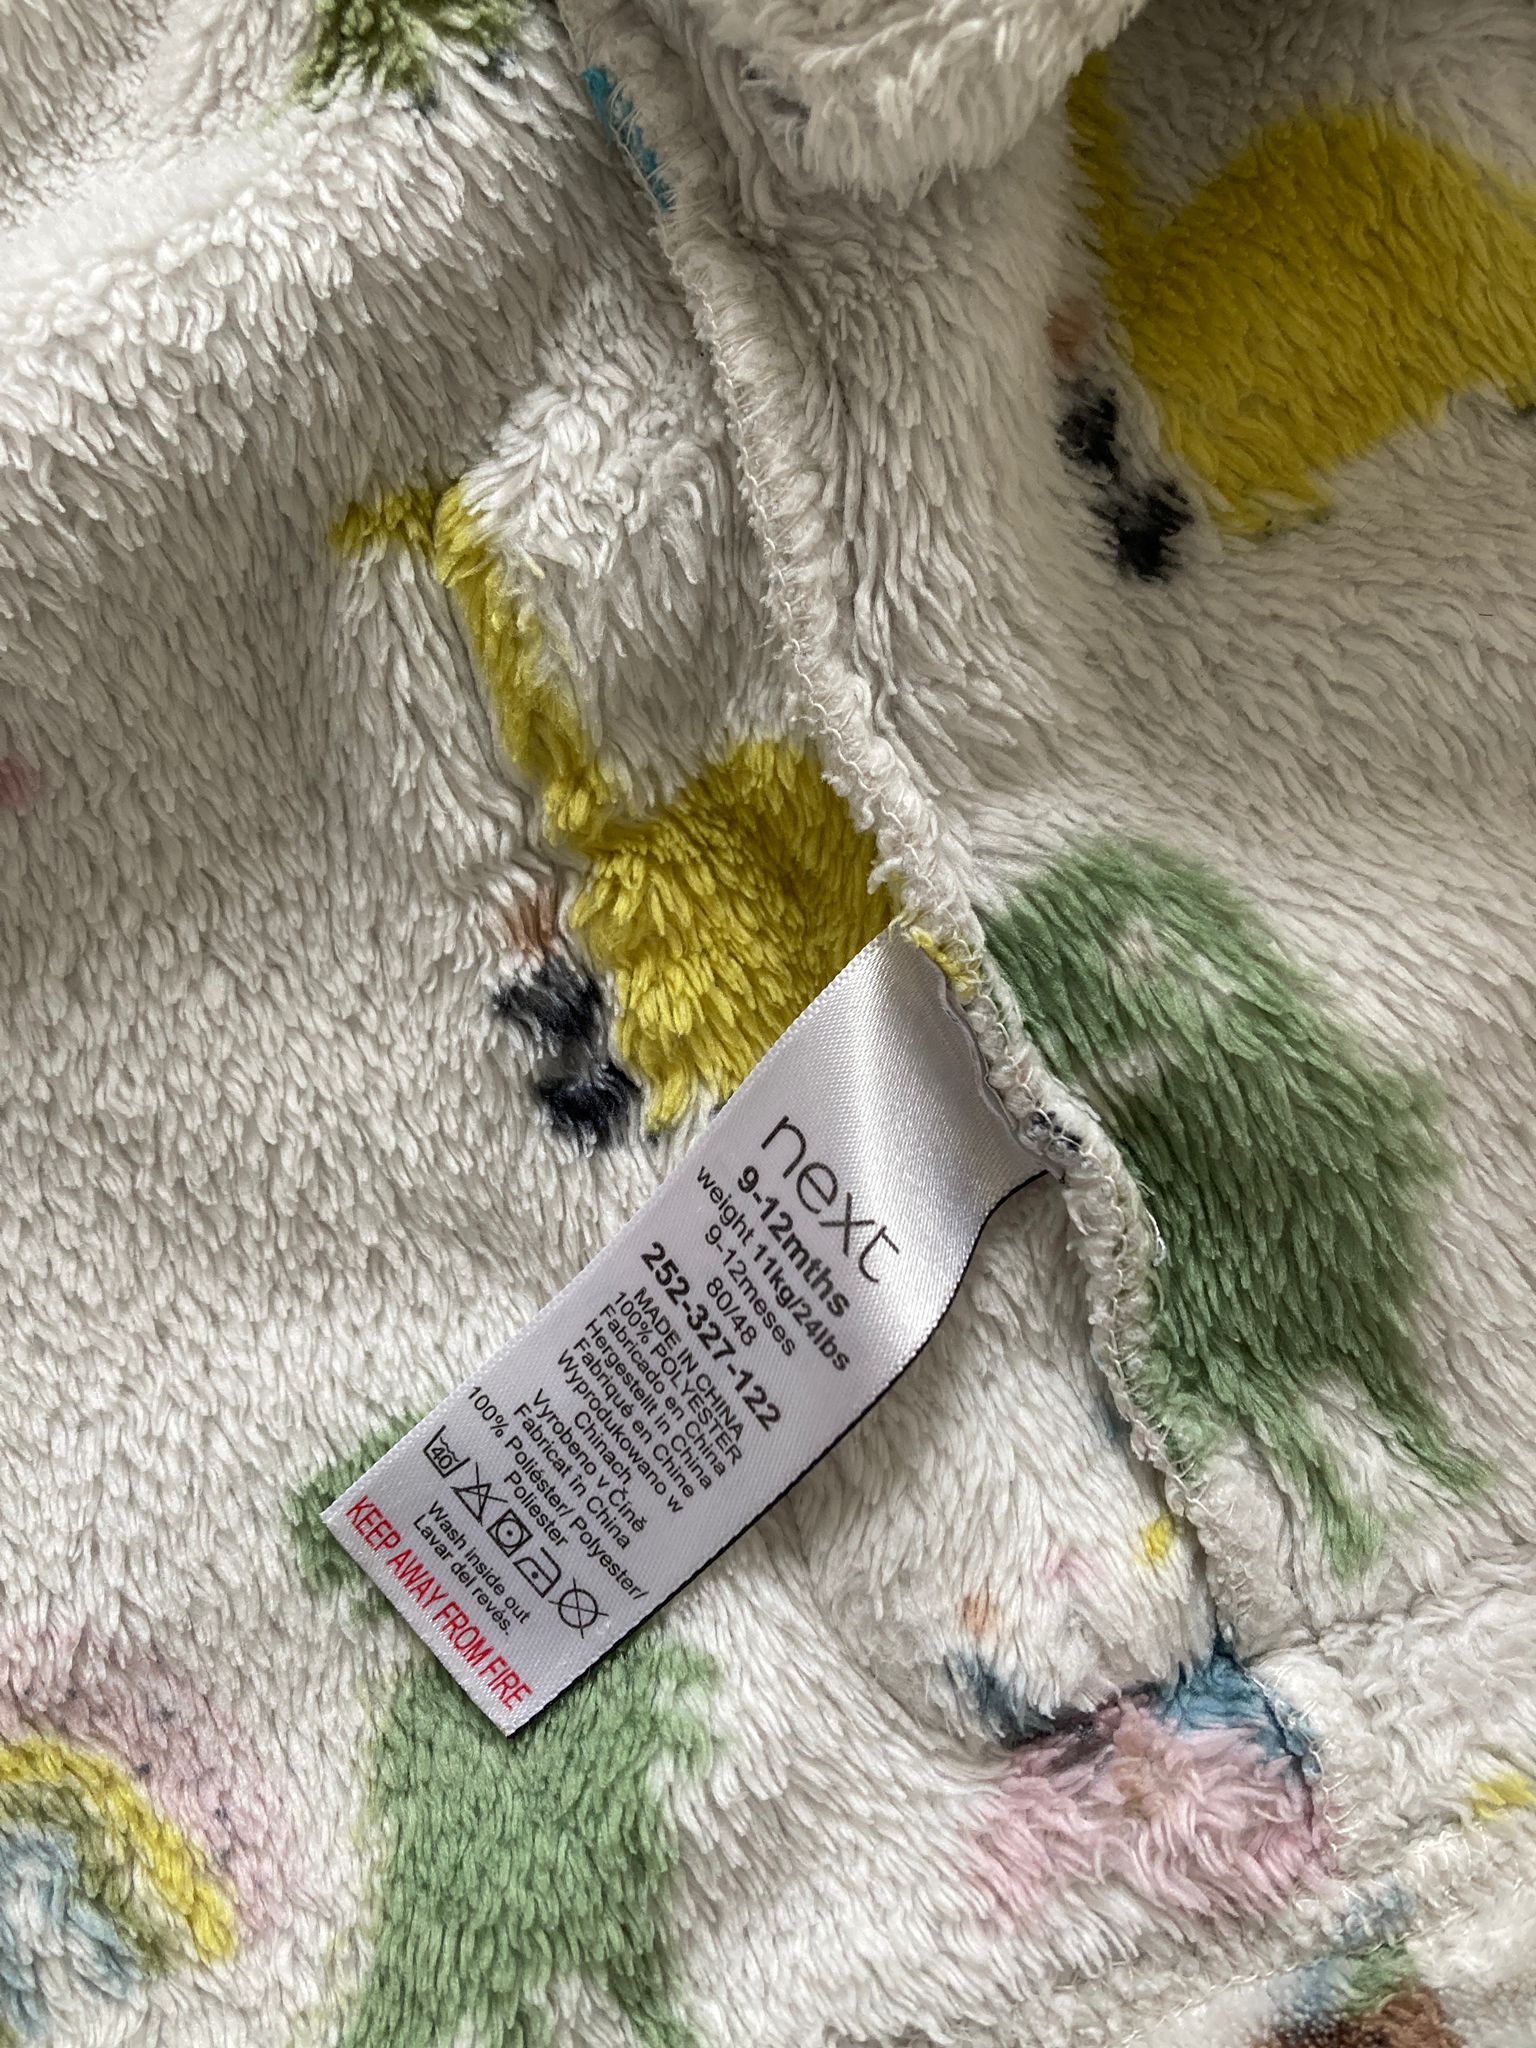 next
9-12mths
weight 11kg/24lbs
9-12meses
80/48
252-327-122
MADE IN CHINA
100% POLYESTER
Fabricado en China
Hergestellt in China
Fabriqué en Chine
Wyprodukowano w
Chinach
Vyrobeno v Číně
Fabricat în China
100% Poliéster/ Polyester/
Poliester
40
Wash inside out
Lavar del revés.
KEEP AWAY FROM FIRE